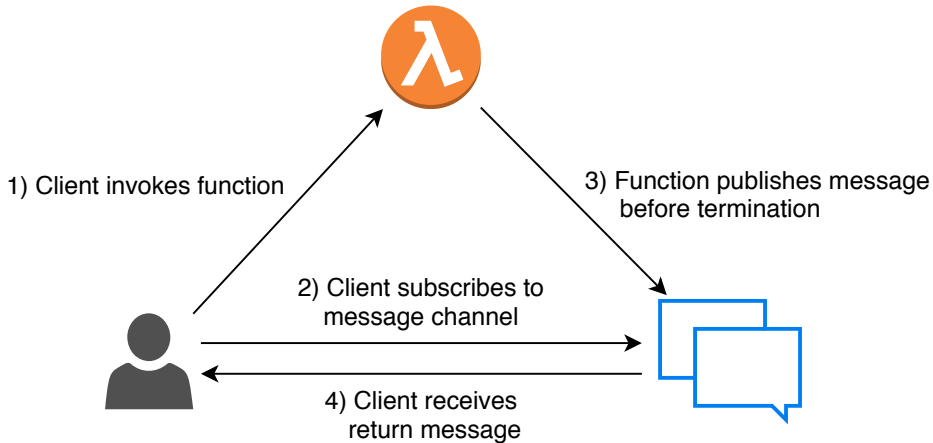 λ
1) Client invokes function
3) Function publishes message
before termination
2) Client subscribes to
message channel
4) Client receives
return message